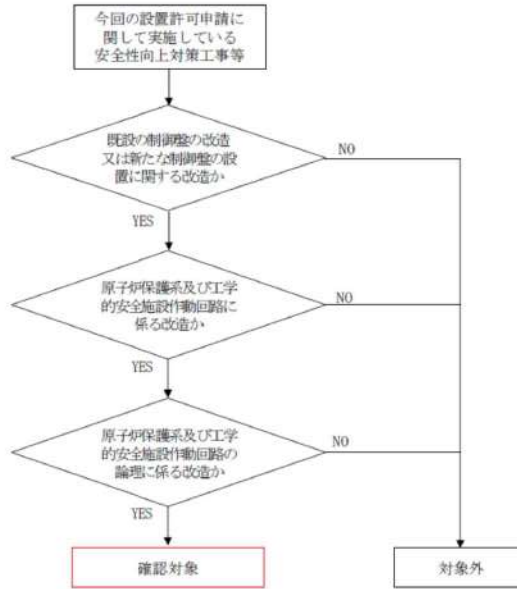 今回の設置許可申請に
関して実施している
安全性向上対策工事等
既設の制御盤の改造
又は新たな制御盤の設
置に関する改造か
NO
YES
原子炉保護系及び工学
的安全施設作動回路に
係る改造か
NO
YES
原子炉保護系及び工学
的安全施設作動回路の
論理に係る改造か
NO
YES
確認対象
対象外